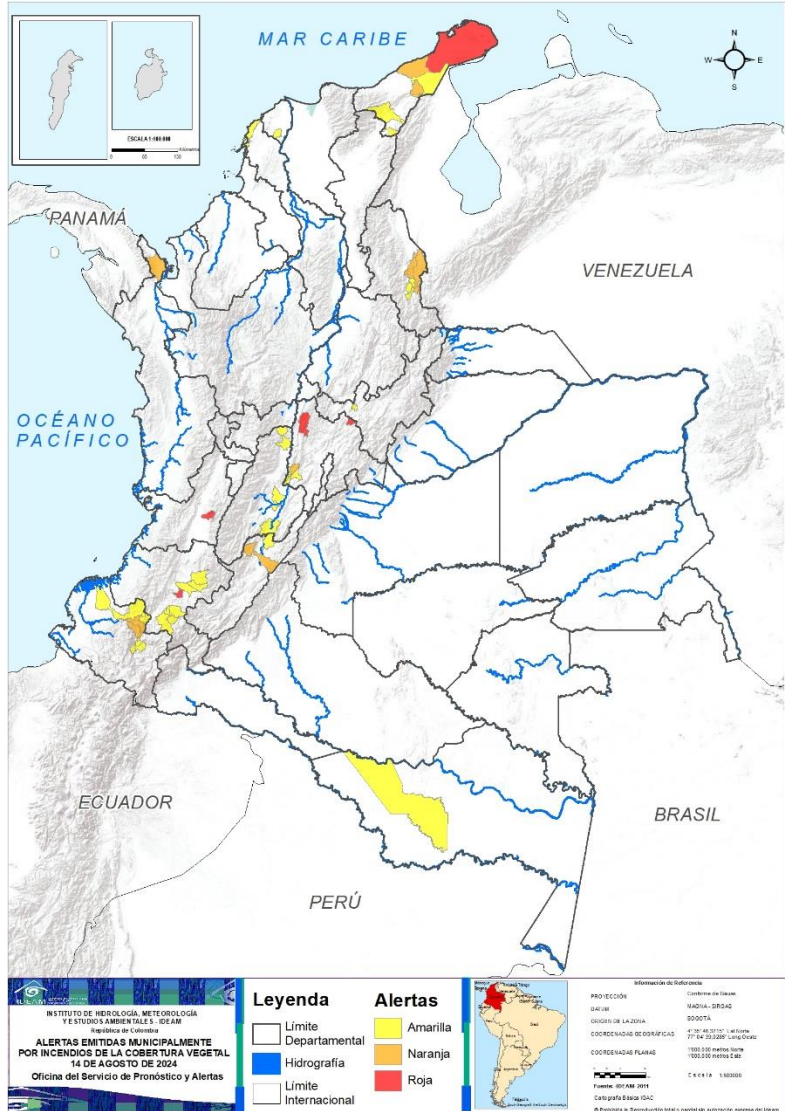 MAR CARIBE
N
W
E
S
ESCALA 1:500.000
PANAMÁ
VENEZUELA
OCÉANO
PACÍFICO
ECUADOR
BRASIL
PERÚ
IDEAM
INSTITUTO DE HIDROLOGÍA, METEOROLOGÍA
Y ESTUDIOS AMBIENTALES - IDEAM
República de Colombia
ALERTAS EMITIDAS MUNICIPALMENTE
POR INCENDIOS DE LA COBERTURA VEGETAL
14 DE AGOSTO DE 2024
Oficina del Servicio de Pronóstico y Alertas
Leyenda
Límite
Departamental
Hidrografía
Límite
Internacional
Alertas
Amarilla
Naranja
Roja
Información de Referencia
PROYECCIÓN
DATUM
MAGNA - SIRGAS
ORIGEN DE LA ZONA
BOGOTÁ
COORDENADAS GEOGRÁFICAS
COORDENADAS PLANAS
1'000.000 metros Norte
1'000.000 metros Este
Escala
Fuente: IDEAM 2011
Cartografía Básica IGAC